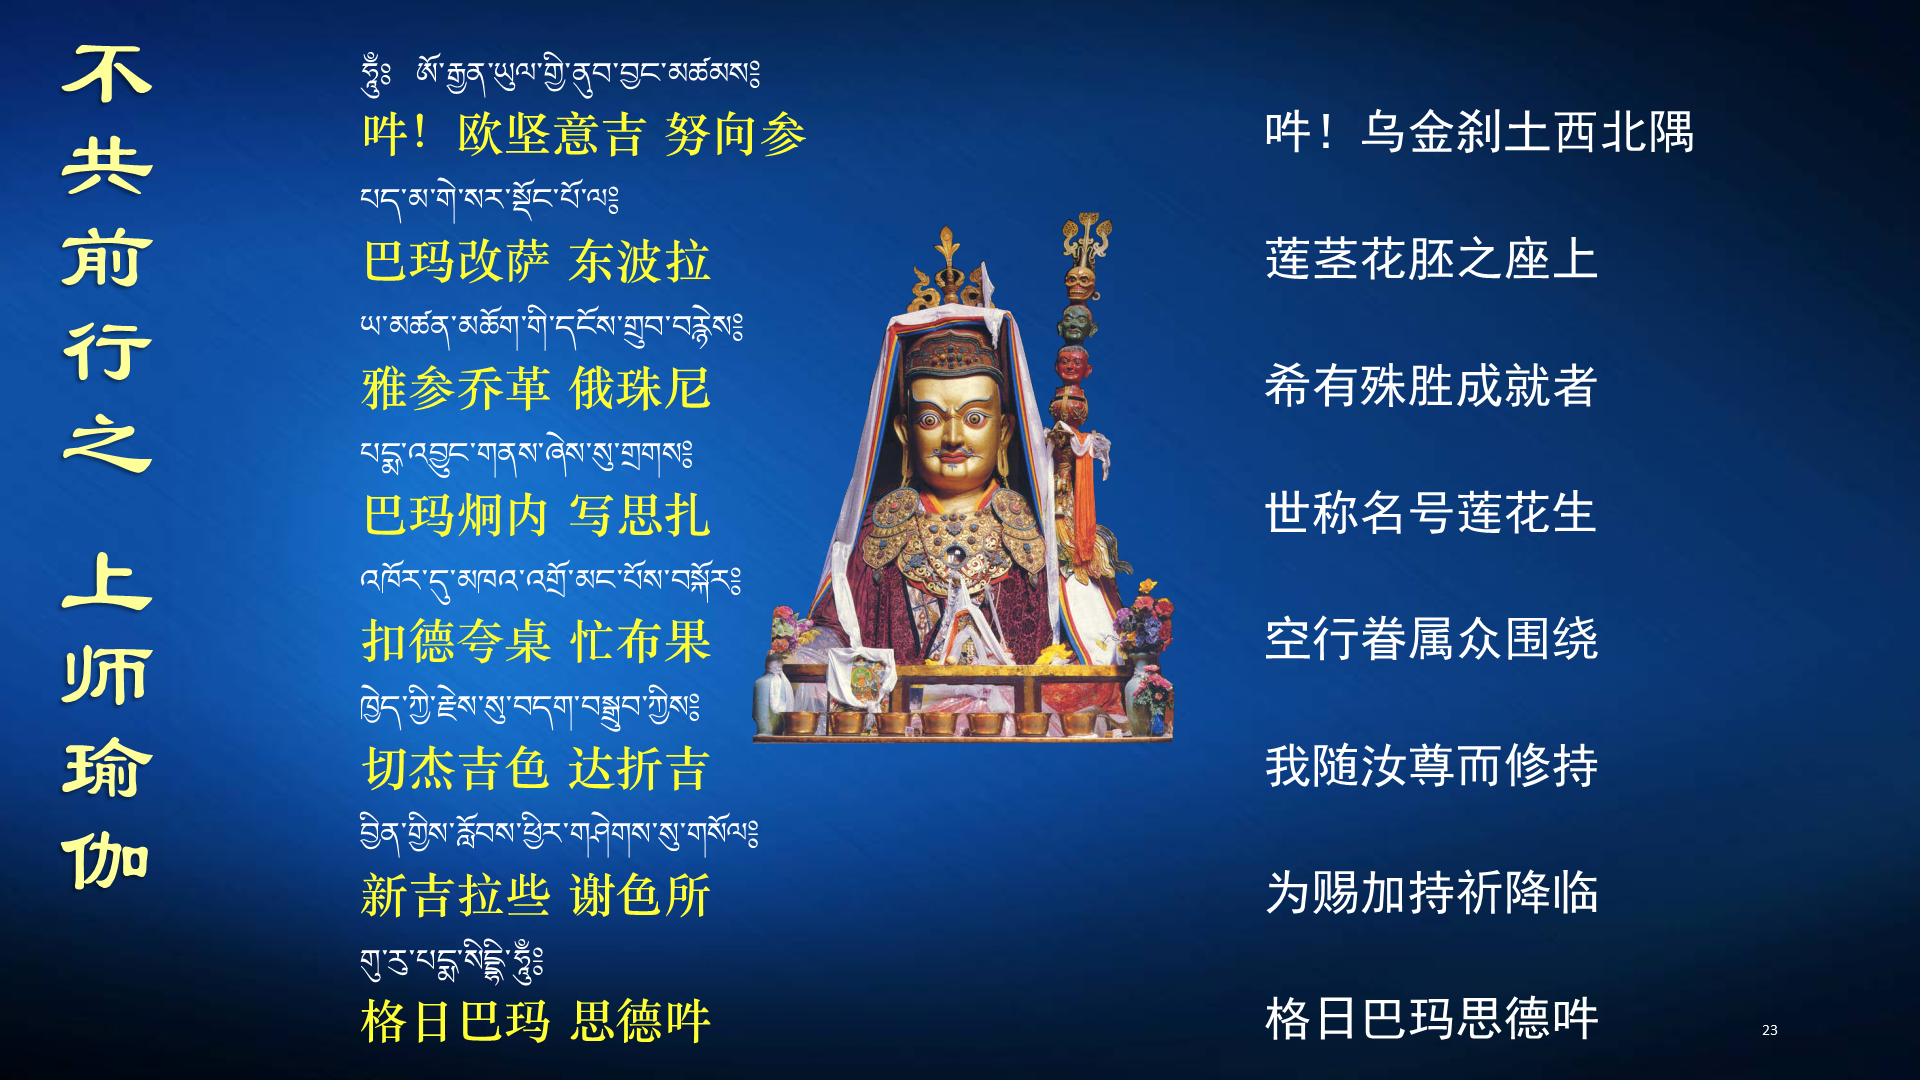 不共前行之 上师瑜伽
ཧཱུྃ༔ ཨོ་རྒྱན་ཡུལ་གྱི་ནུབ་བྱང་མཚམས༔
吽！欧坚意吉 努向参
吽！乌金刹土西北隅
པད་མ་གེ་སར་སྡོང་པོ་ལ༔
巴玛改萨 东波拉
莲茎花胚之座上
ཡ་མཚན་མཆོག་གི་དངོས་གྲུབ་བརྙེས༔
雅参乔革 俄珠尼
希有殊胜成就者
པདྨ་འབྱུང་གནས་ཞེས་སུ་གྲགས༔
巴玛炯内 写思扎
世称名号莲花生
འཁོར་དུ་མཁའ་འགྲོ་མང་པོས་བསྐོར༔
扣德夸桌 忙布果
空行眷属众围绕
ཁྱེད་ཀྱི་རྗེས་སུ་བདག་བསྒྲུབ་ཀྱིས༔
切杰吉色 达折吉
我随汝尊而修持
བྱིན་གྱིས་རློབས་ཕྱིར་གཤེགས་སུ་གསོལ༔
新吉拉些 谢色所
为赐加持祈降临
གུ་རུ་པདྨ་སིདྡྷི་ཧཱུྃ༔
格日巴玛 思德吽
格日巴玛思德吽
23